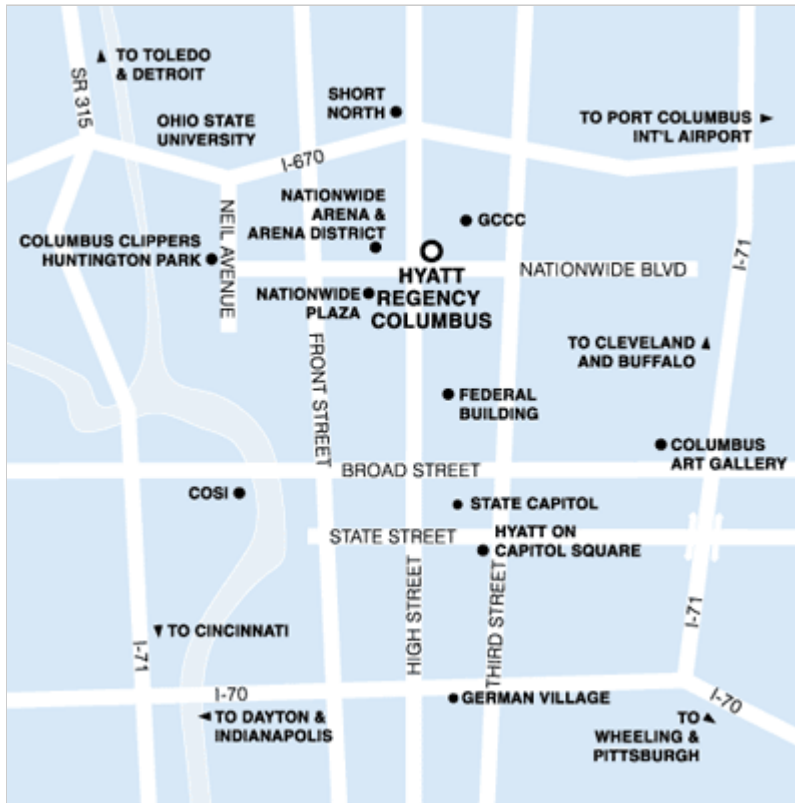 TO TOLEDO
& DETROIT
SR 315
SHORT
NORTH
OHIO STATE
UNIVERSITY
TO PORT COLUMBUS
INT'L AIRPORT
I-670
NATIONWIDE
ARENA &
ARENA DISTRICT
GCCC
NEIL AVENUE
COLUMBUS CLIPPERS
HUNTINGTON PARK
I-71
HYATT
REGENCY
COLUMBUS
NATIONWIDE BLVD
NATIONWIDE
PLAZA
FRONT STREET
TO CLEVELAND
AND BUFFALO
FEDERAL
BUILDING
COLUMBUS
ART GALLERY
BROAD STREET
COSI
STATE CAPITOL
STATE STREET
HYATT ON
CAPITOL SQUARE
HIGH STREET
THIRD STREET
I-71
TO CINCINNATI
I-71
I-70
GERMAN VILLAGE
I-70
TO DAYTON &
INDIANAPOLIS
TO
WHEELING &
PITTSBURGH